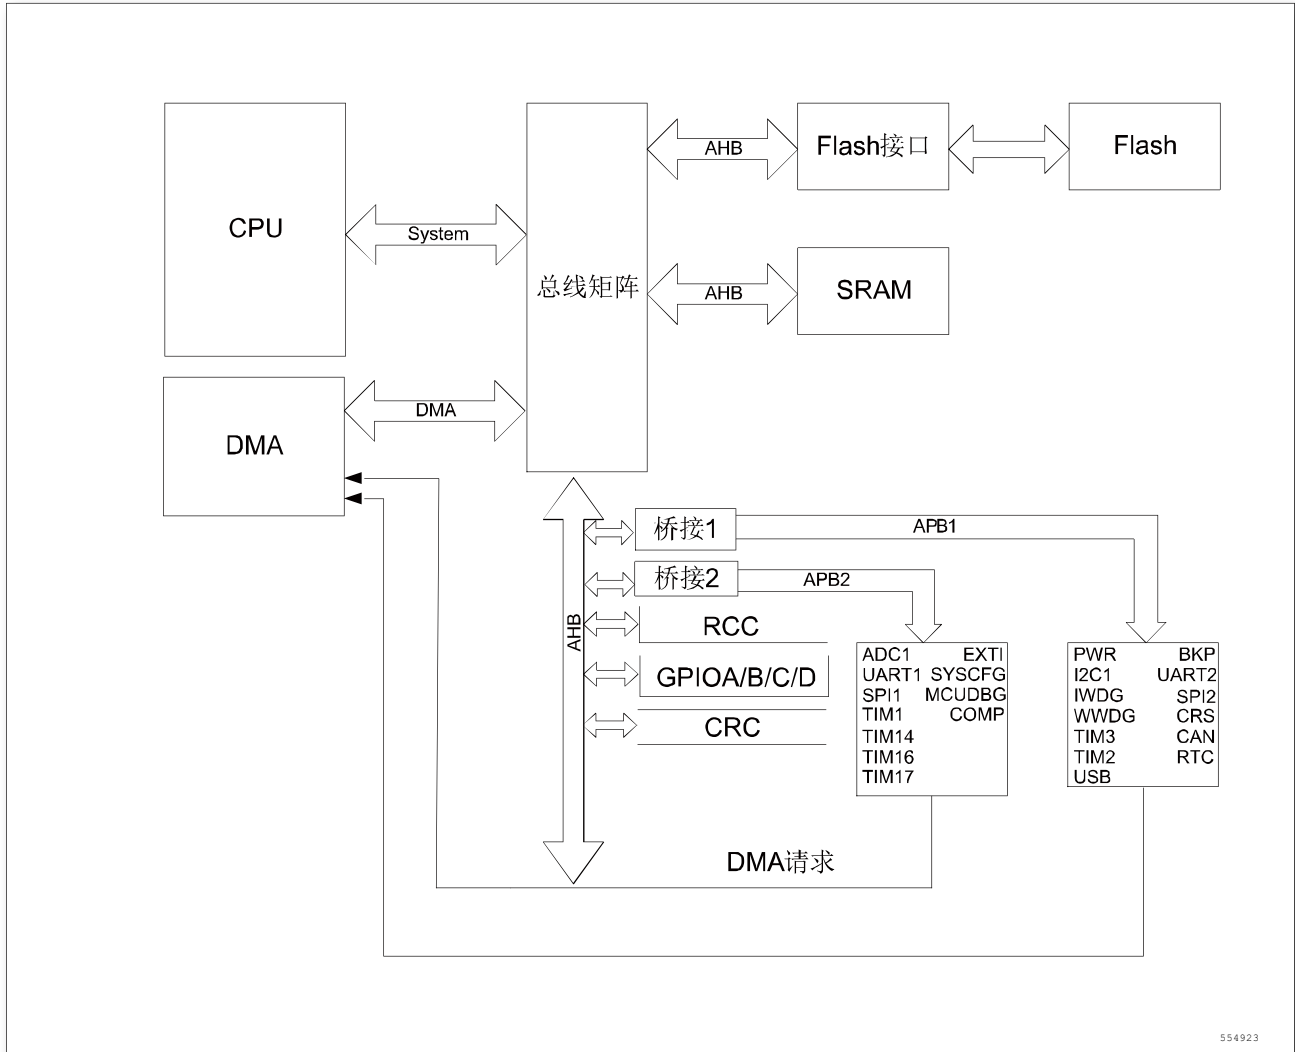 CPU
System
总线矩阵
AHB
Flash接口
Flash
AHB
SRAM
DMA
DMA
桥接1
APB1
桥接2
APB2
AHB
RCC
GPIOA/B/C/D
CRC
ADC1 EXTI
UART1 SYSCFG
SPI1 MCUDBG
TIM1 COMP
TIM14
TIM16
TIM17
PWR BKP
I2C1 UART2
IWDG SPI2
WWDG CRS
TIM3 CAN
TIM2 RTC
USB
DMA请求
554923